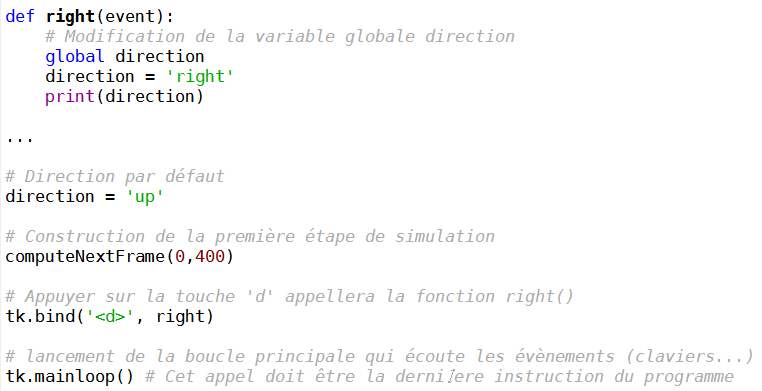 def right(event):
    # Modification de la variable globale direction
    global direction
    direction = 'right'
    print(direction)
...
# Direction par défaut
direction = 'up'
# Construction de la première étape de simulation
computeNextFrame(0,400)
# Appuyer sur la touche 'd' appellera la fonction right()
tk.bind('<d>', right)
# lancement de la boucle principale qui écoute les évènements (claviers...)
tk.mainloop() # Cet appel doit être la dernière instruction du programme